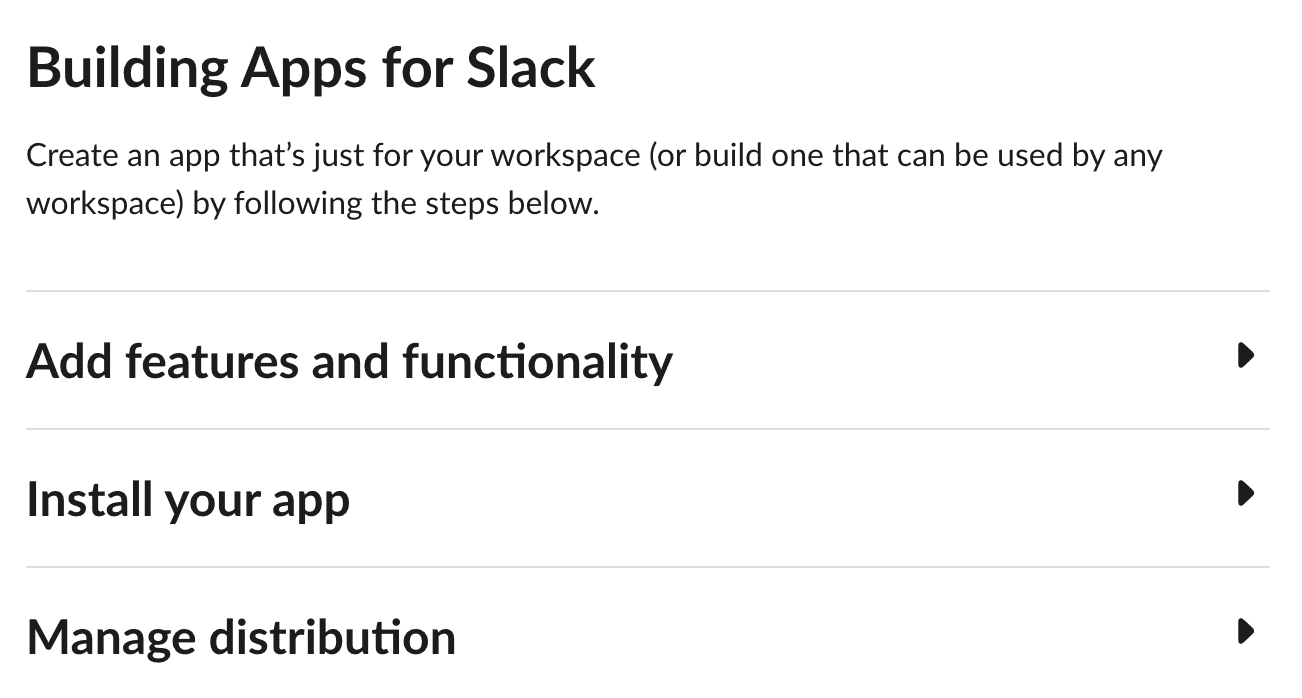 Building Apps for Slack
Create an app that’s just for your workspace (or build one that can be used by any
workspace) by following the steps below.
Add features and functionality
Install your app
Manage distribution